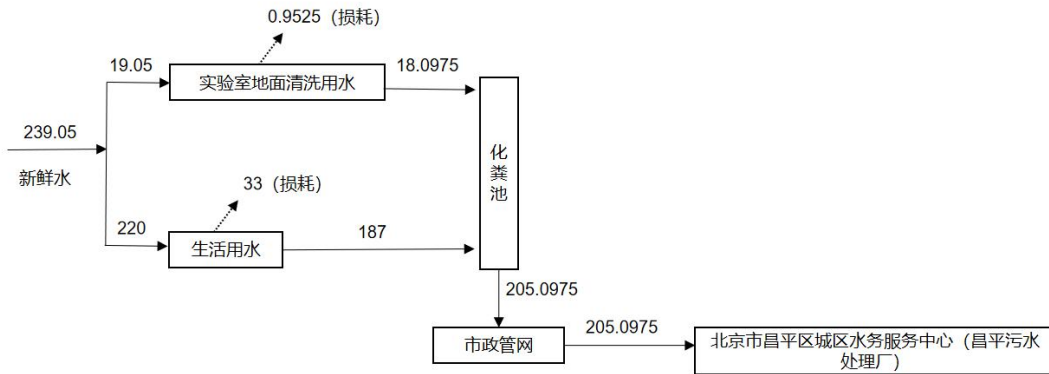 0.9525（损耗）
19.05
实验室地面清洗用水
18.0975
239.05
新鲜水
化粪池
33（损耗）
220
生活用水
187
205.0975
市政管网
205.0975
北京市昌平区城区水务服务中心（昌平污水
处理厂）